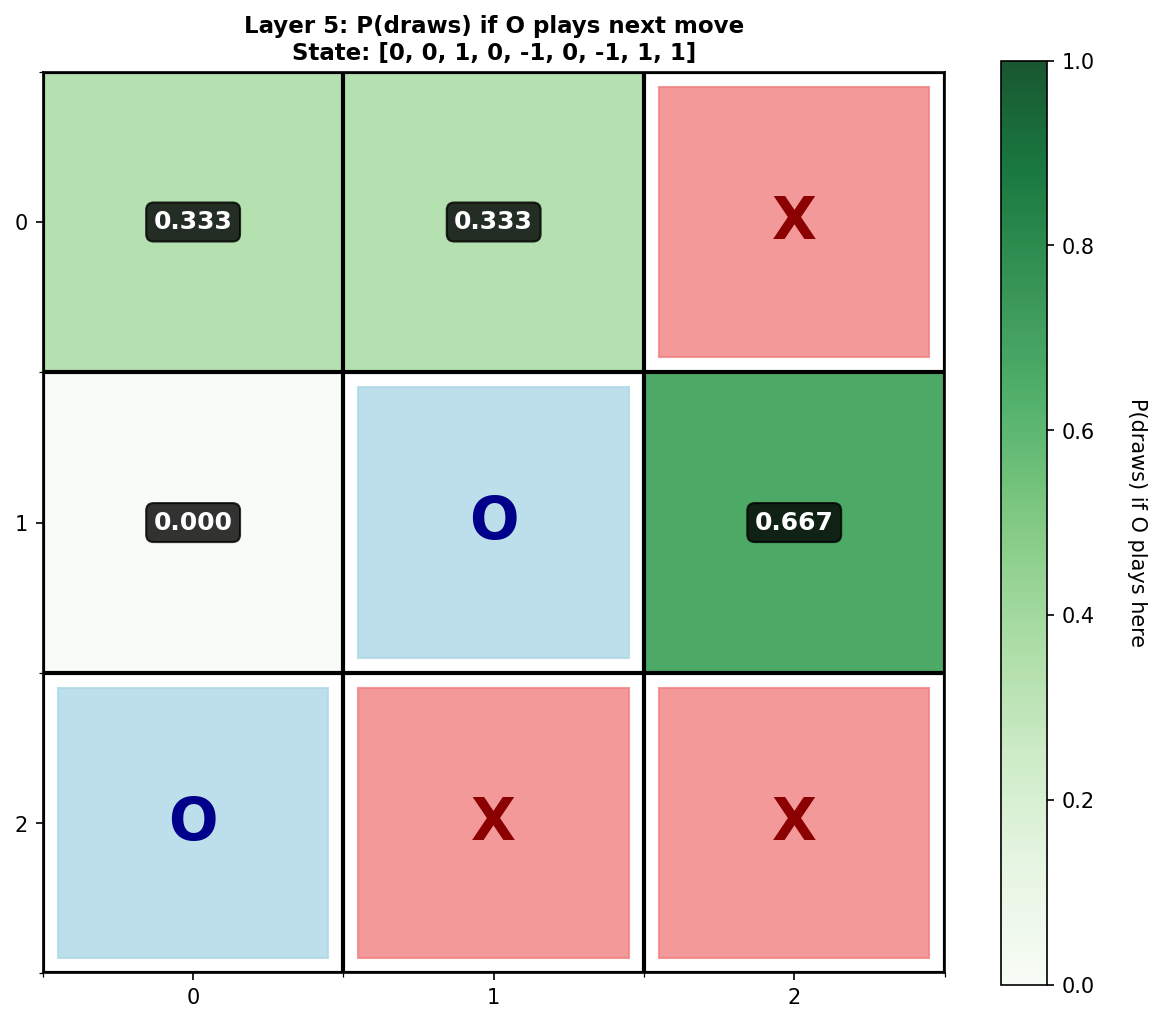 Layer 5: P(draws) if O plays next move
State: [0, 0, 1, 0, -1, 0, -1, 1, 1]
0
0.333
0.333
X
1
0.000
O
0.667
2
O
X
X
0
1
2
1.0
0.8
0.6
0.4
0.2
0.0
P(draws) if O plays here